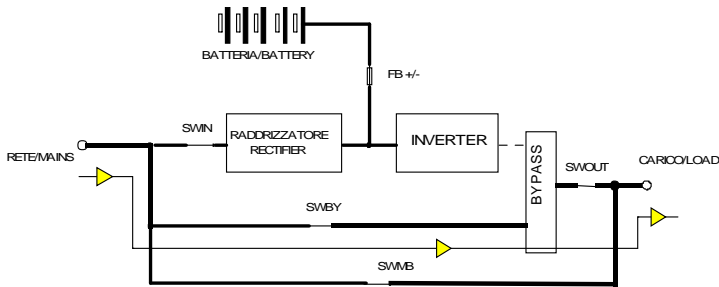 BATTERIA/BATTERY
FB +/-
SWIN
RADDRIZZATORE
RECTIFIER
INVERTER
RETE/MAINS
BYPASS
SWOUT
CARICO/LOAD
SWBY
SWMB